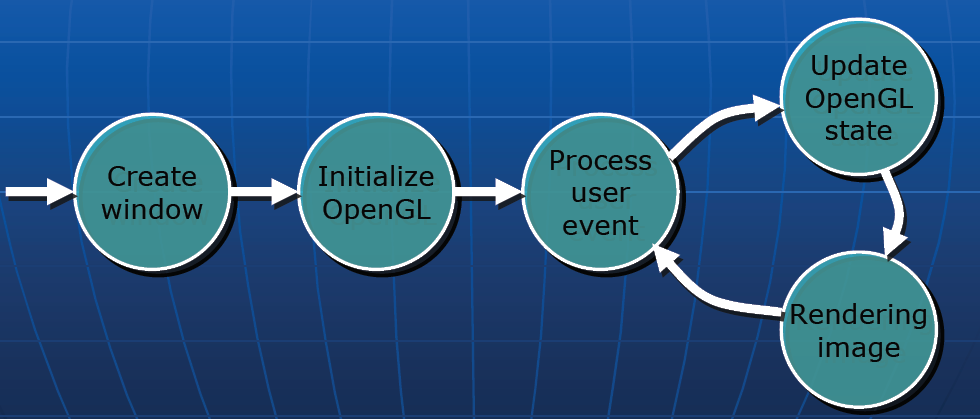 Create
window
Initialize
OpenGL
Process
user
event
Update
OpenGL
state
Rendering
image